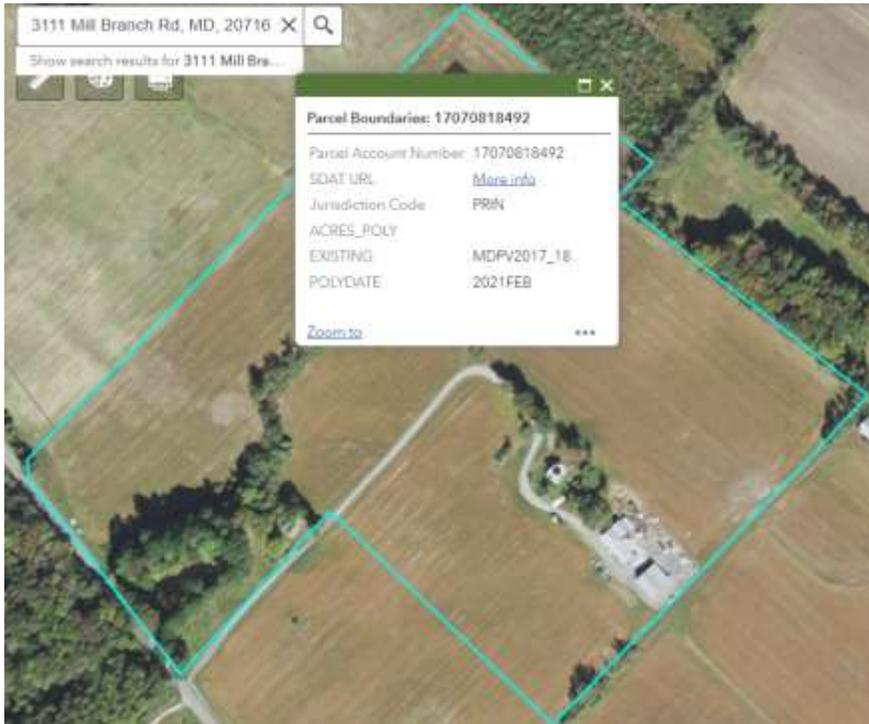 3111 Mill Branch Rd, MD, 20716
Show search results for 3111 Mill Bra...
Parcel Boundaries: 17070818492
Parcel Account Number 17070818492
SDAT URL More info
Jurisdiction Code PRIN
ACRES_POLY
EXISTING MDPV2017_18
POLYDATE 2021FEB
Zoom to